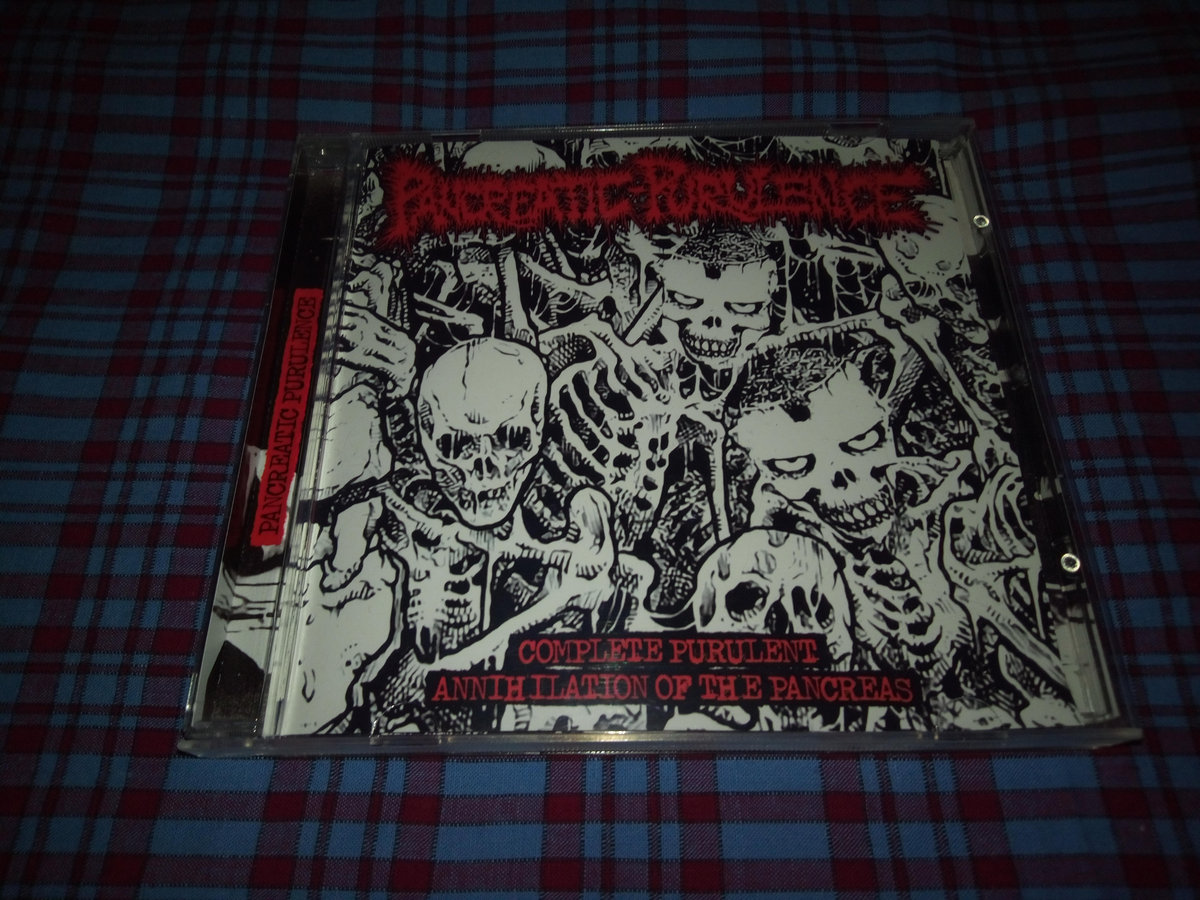 PANCREATIC PURULENCE
PANCREATIC PURULENCE
COMPLETE PURULENT
ANNIHILATION OF THE PANCREAS